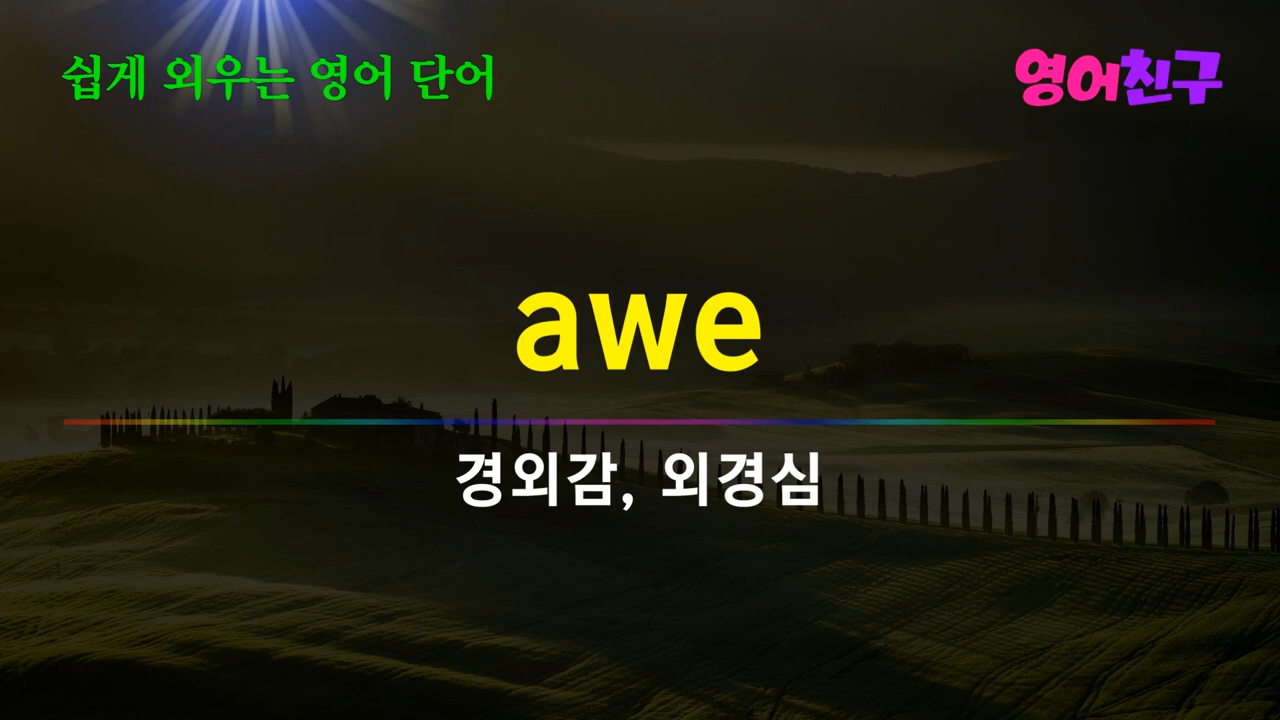 쉽게 외우는 영어 단어
영어친구
awe
경외감, 외경심